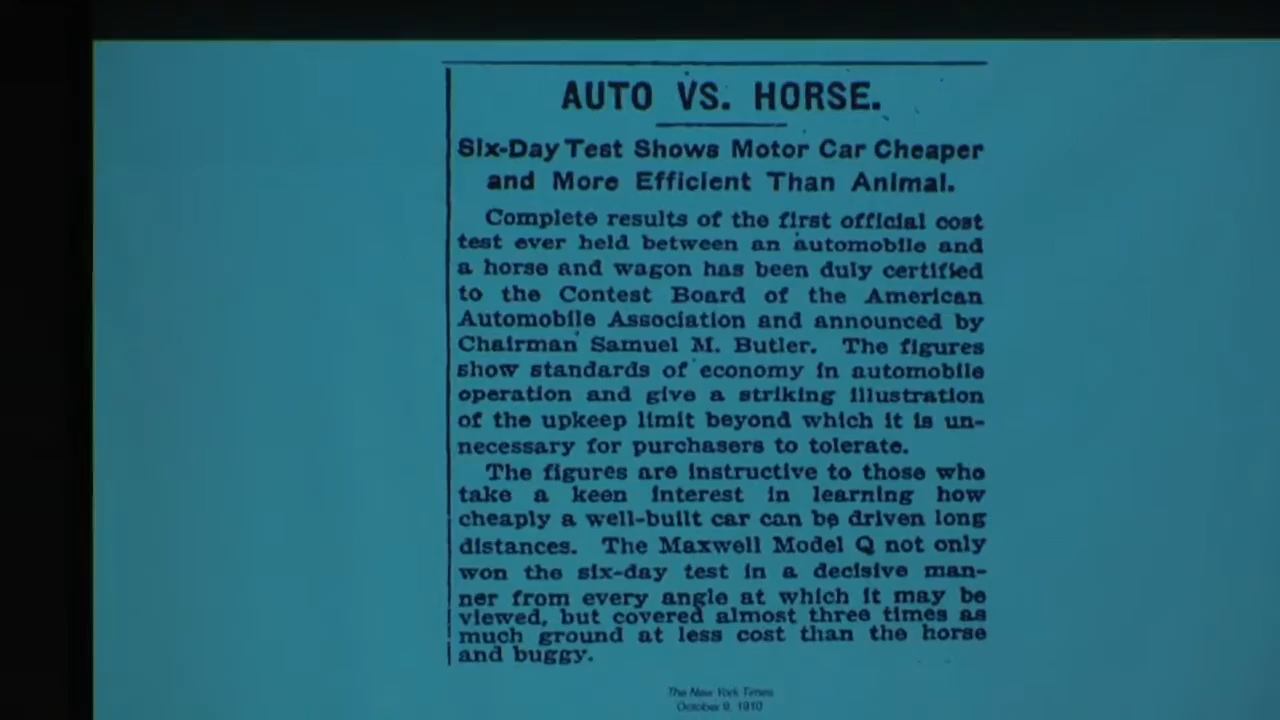 AUTO VS. HORSE.
Six-Day Test Shows Motor Car Cheaper
and More Efficient Than Animal.
Complete results of the first official cost
test ever held between an automobile and
a horse and wagon has been duly certified
to the Contest Board of the American
Automobile Association and announced by
Chairman Samuel M. Butler. The figures
show standards of economy in automobile
operation and give a striking illustration
of the upkeep limit beyond which it is un-
necessary for purchasers to tolerate.
The figures are instructive to those who
take a keen interest in learning how
cheaply a well-built car can be driven long
distances. The Maxwell Model Q not only
won the six-day test in a decisive man-
ner from every angle at which it may be
viewed, but covered almost three times as
much ground at less cost than the horse
and buggy.
The New York Times
October 9, 1910